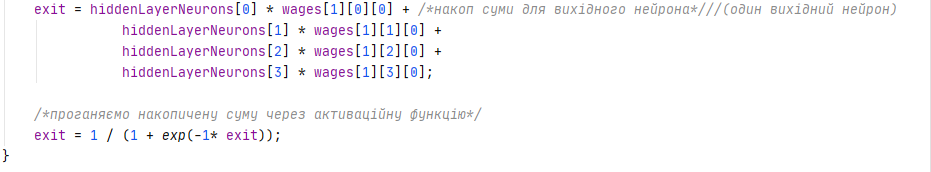 exit = hiddenLayerNeurons[0] * wages[1][0][0] + /*накоп суми для вихідного нейрона*///(один вихідний нейрон)
hiddenLayerNeurons[1] * wages[1][1][0] +
hiddenLayerNeurons[2] * wages[1][2][0] +
hiddenLayerNeurons[3] * wages[1][3][0];
/*проганяємо накопичену суму через активаційну функцію*/
exit = 1 / (1 + exp(-1* exit));
}